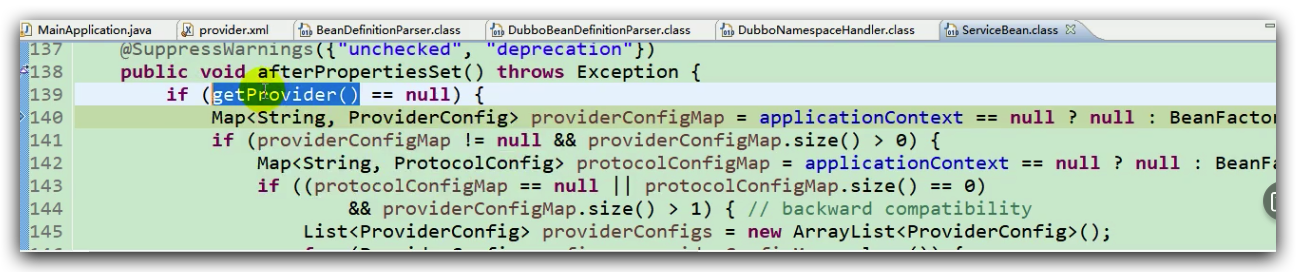 MainApplication.java provider.xml BeanDefinitionParser.class DubboBeanDefinitionParser.class DubboNamespaceHandler.class ServiceBean.class
137 @SuppressWarnings({"unchecked", "deprecation"})
138 public void afterPropertiesSet() throws Exception {
139 if (getProvider() == null) {
140 Map<String, ProviderConfig> providerConfigMap = applicationContext == null ? null : BeanFactor
141 if (providerConfigMap != null && providerConfigMap.size() > 0) {
142 Map<String, ProtocolConfig> protocolConfigMap = applicationContext == null ? null : BeanF
143 if ((protocolConfigMap == null || protocolConfigMap.size() == 0)
144 && providerConfigMap.size() > 1) { // backward compatibility
145 List<ProviderConfig> providerConfigs = new ArrayList<ProviderConfig>();